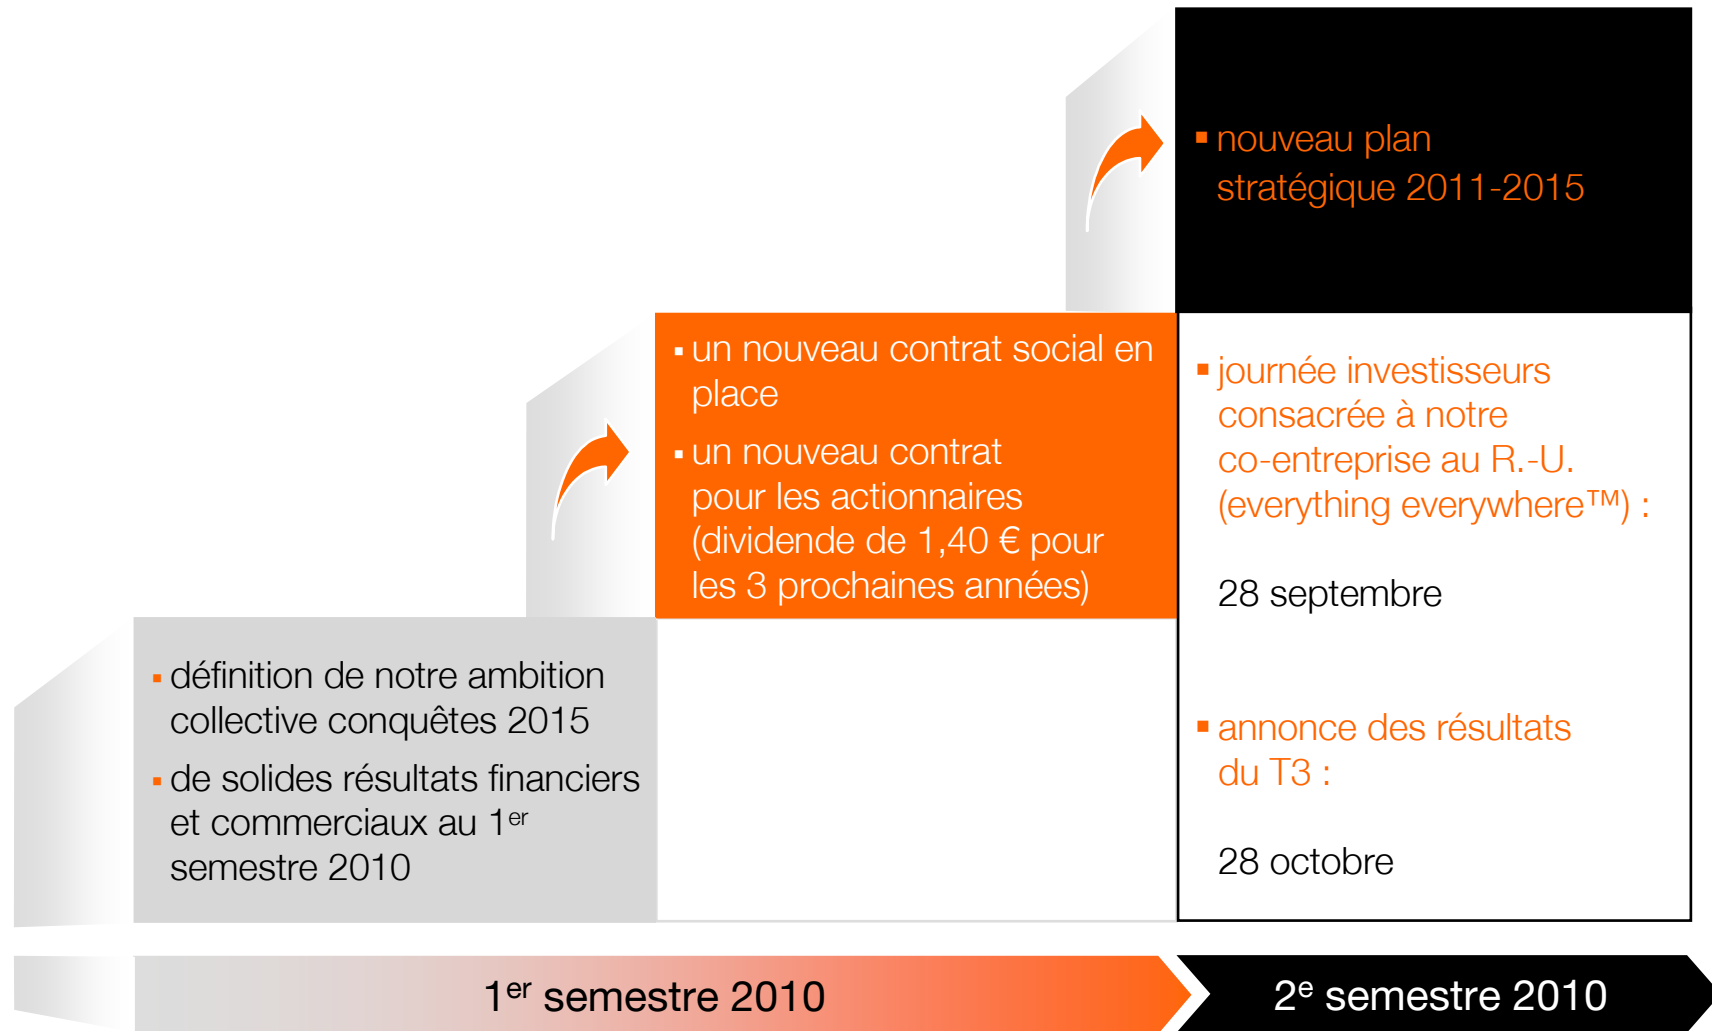 ▪ nouveau plan
stratégique 2011-2015
▪ un nouveau contrat social en
place
▪ un nouveau contrat
pour les actionnaires
(dividende de 1,40 € pour
les 3 prochaines années)
▪ journée investisseurs
consacrée à notre
co-entreprise au R.-U.
(everything everywhere™) :
28 septembre
▪ annonce des résultats
du T3 :
28 octobre
▪ définition de notre ambition
collective conquêtes 2015
▪ de solides résultats financiers
et commerciaux au 1er
semestre 2010
1er semestre 2010
2e semestre 2010